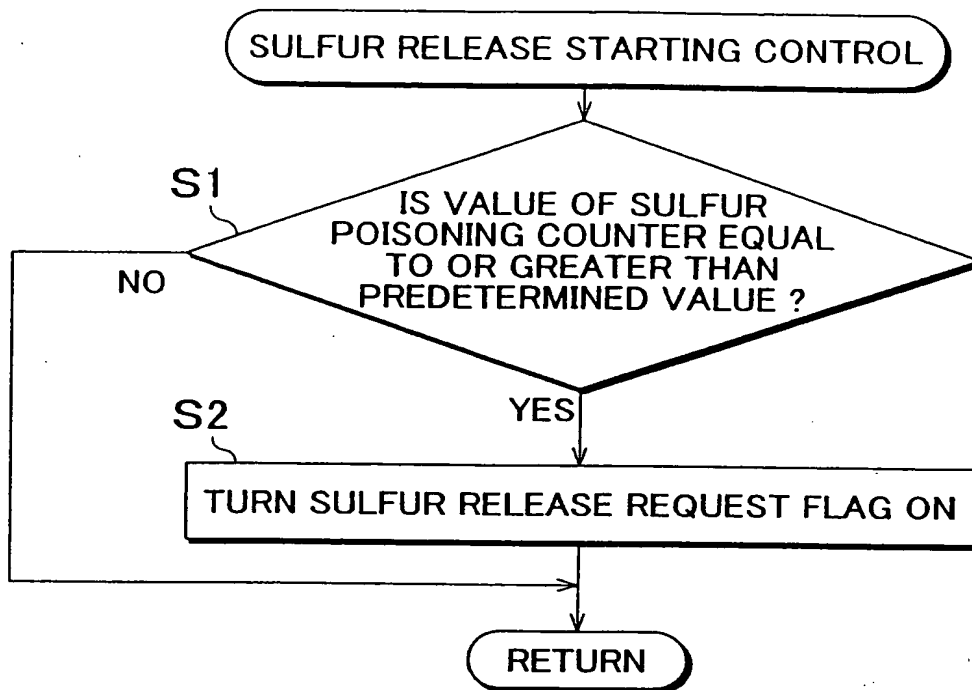 SULFUR RELEASE STARTING CONTROL
S1
IS VALUE OF SULFUR
POISONING COUNTER EQUAL
TO OR GREATER THAN
PREDETERMINED VALUE ?
NO
YES
S2
TURN SULFUR RELEASE REQUEST FLAG ON
RETURN